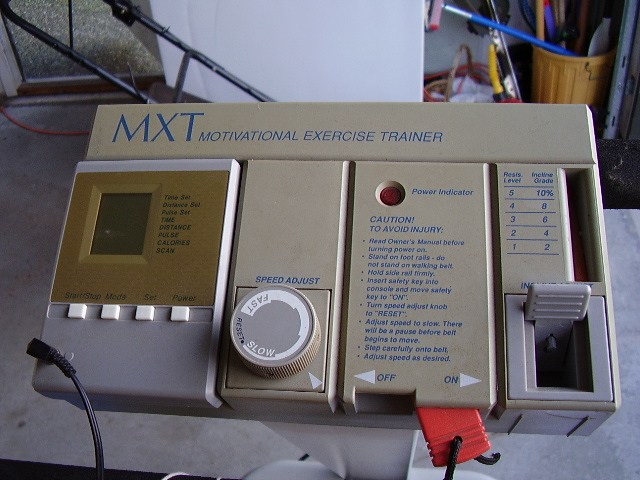 MXT MOTIVATIONAL EXERCISE TRAINER
Time Set
Distance Set
Pulse Set
TIME
DISTANCE
PULSE
CALORIES
SCAN
Start/Stop Mode Set Power
SPEED ADJUST
FAST
RESET
SLOW
Power Indicator
CAUTION!
TO AVOID INJURY:
• Read Owner's Manual before
turning power on.
• Stand on foot rails - do
not stand on walking belt.
• Hold side rail firmly.
• Insert safety key into
console and move safety
key to "ON".
• Turn speed adjust knob
to "RESET".
• Adjust speed to slow. There
will be a pause before belt
begins to move.
• Step carefully onto belt.
• Adjust speed as desired.
OFF ON
Resis. Incline
Level Grade
5 10%
4 8
3 6
2 4
1 2